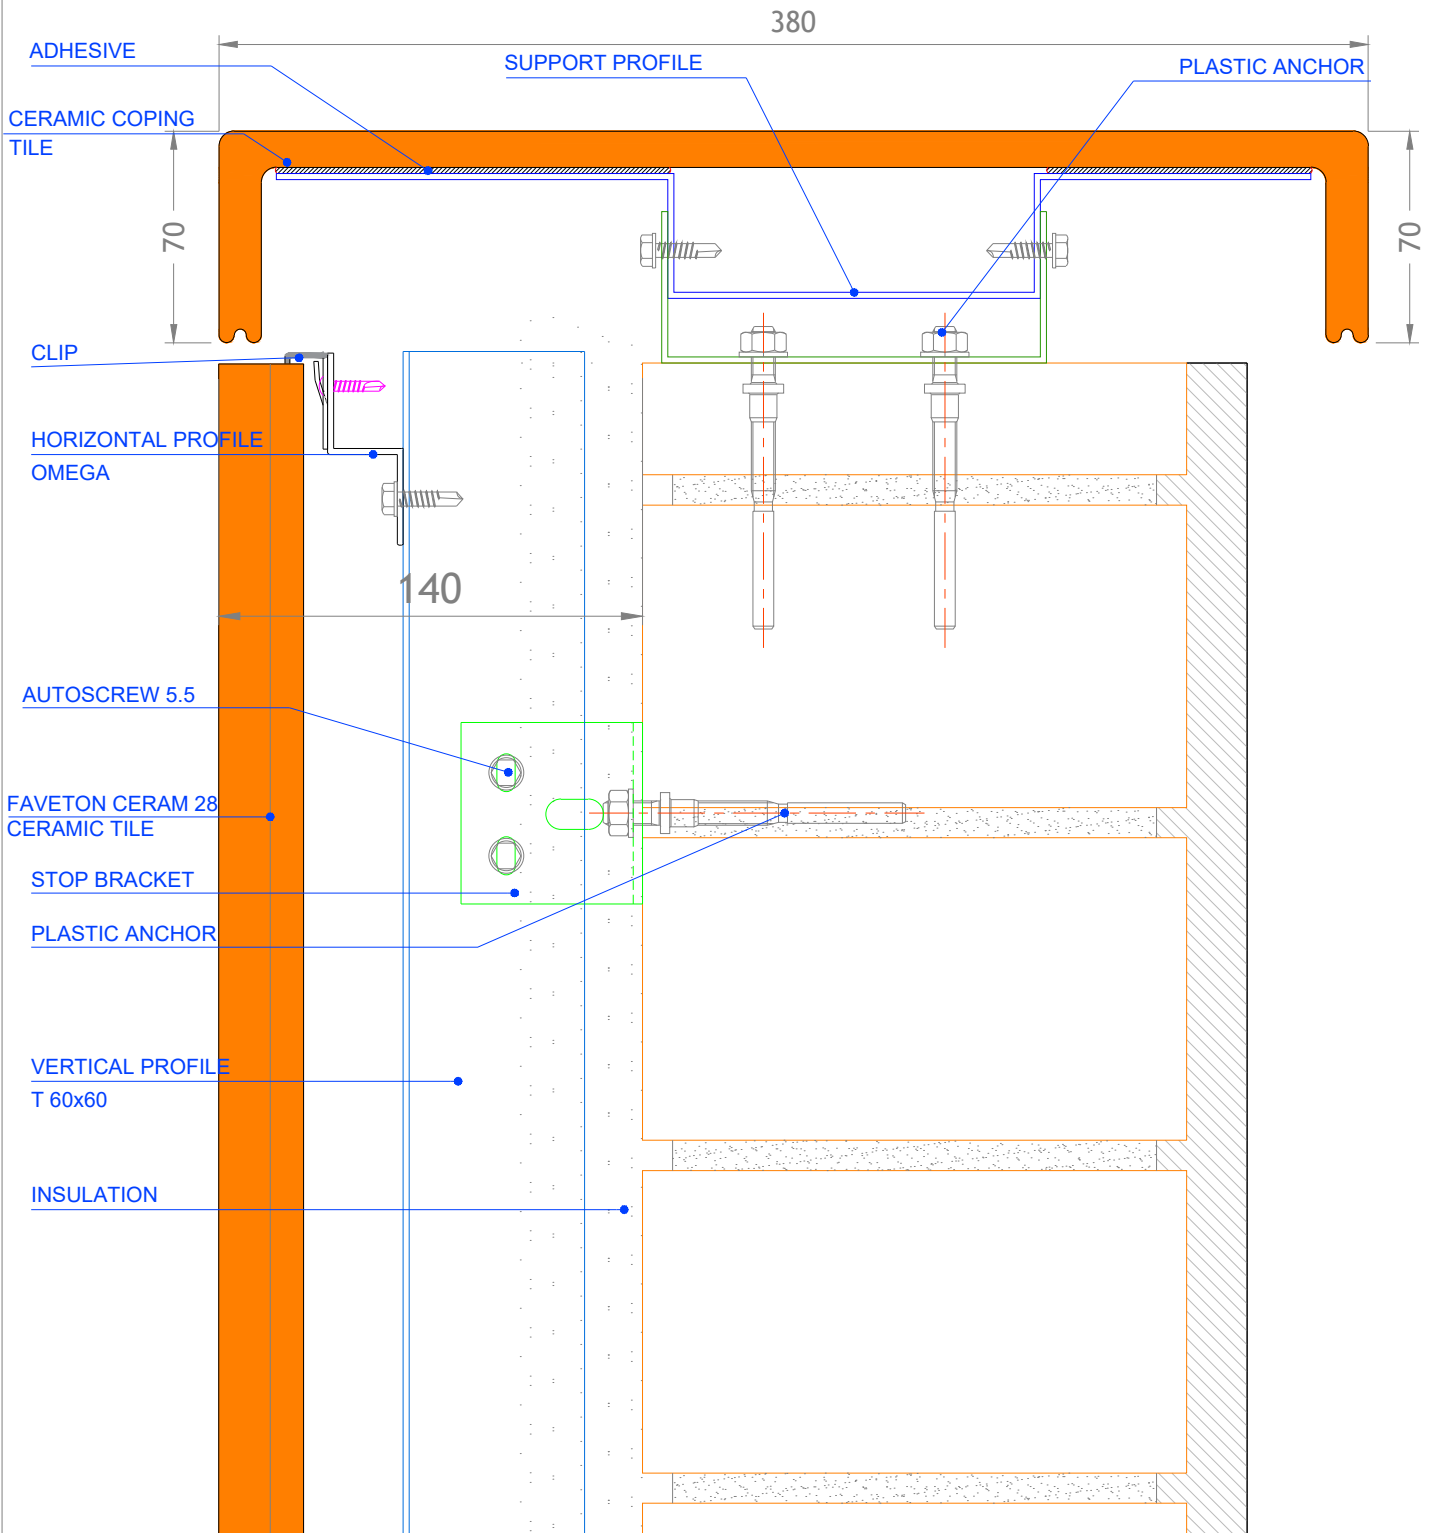 380
ADHESIVE
SUPPORT PROFILE
PLASTIC ANCHOR
CERAMIC COPING
TILE
70
70
CLIP
HORIZONTAL PROFILE
OMEGA
140
AUTOSCREW 5.5
FAVETON CERAM 28
CERAMIC TILE
STOP BRACKET
PLASTIC ANCHOR
VERTICAL PROFILE
T 60x60
INSULATION